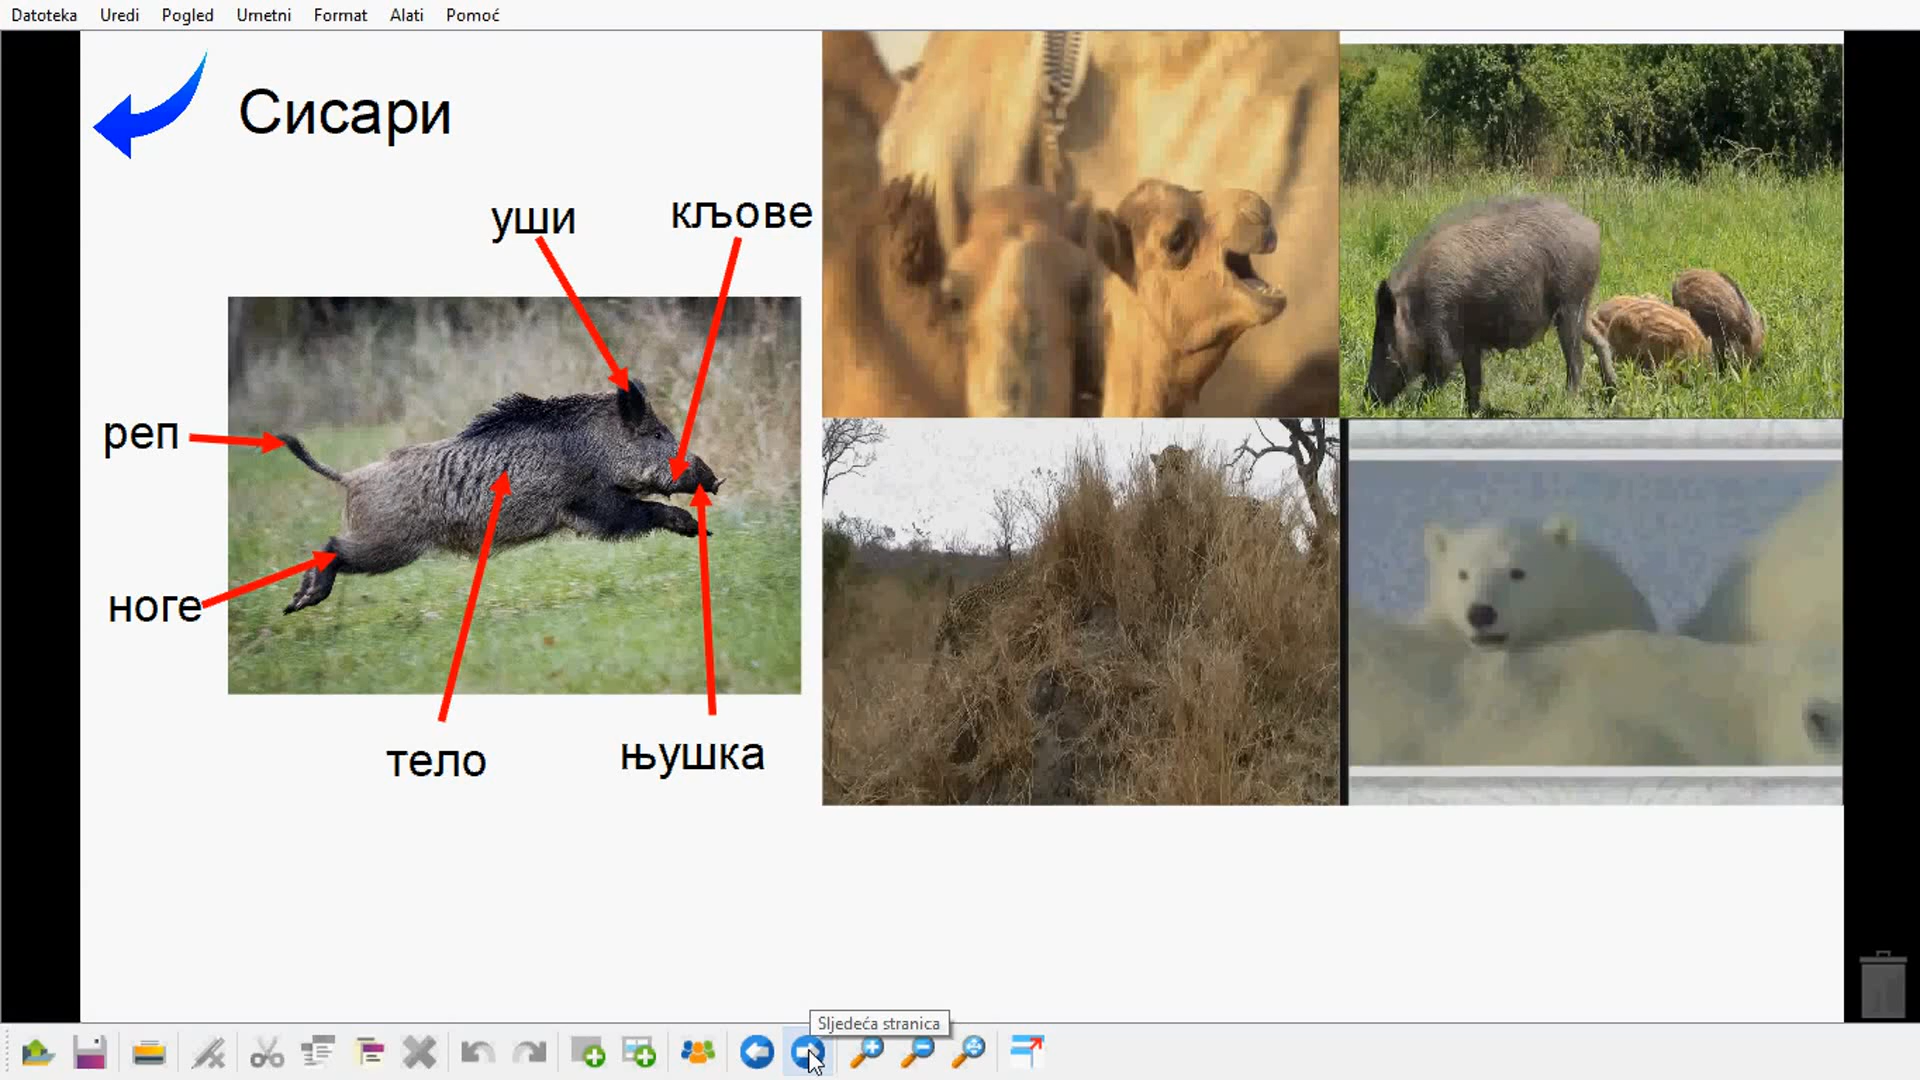 Datoteka Uredi Pogled Umetni Format Alati Pomoć
Сисари
уши кљове
реп
ноге
тело њушка
Sljedeća stranica